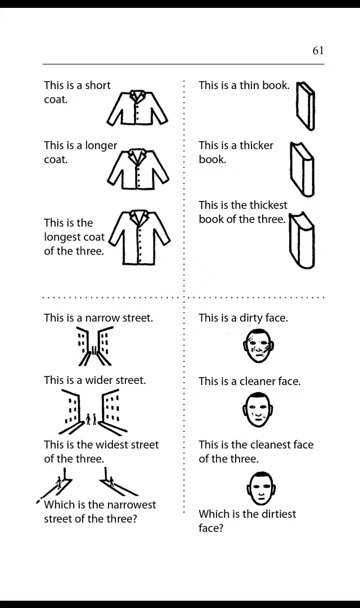 61
This is a short
coat.
This is a longer
coat.
This is the
longest coat
of the three.
This is a thin book.
This is a thicker
book.
This is the thickest
book of the three.
This is a narrow street.
This is a wider street.
This is the widest street
of the three.
Which is the narrowest
street of the three?
This is a dirty face.
This is a cleaner face.
This is the cleanest face
of the three.
Which is the dirtiest
face?